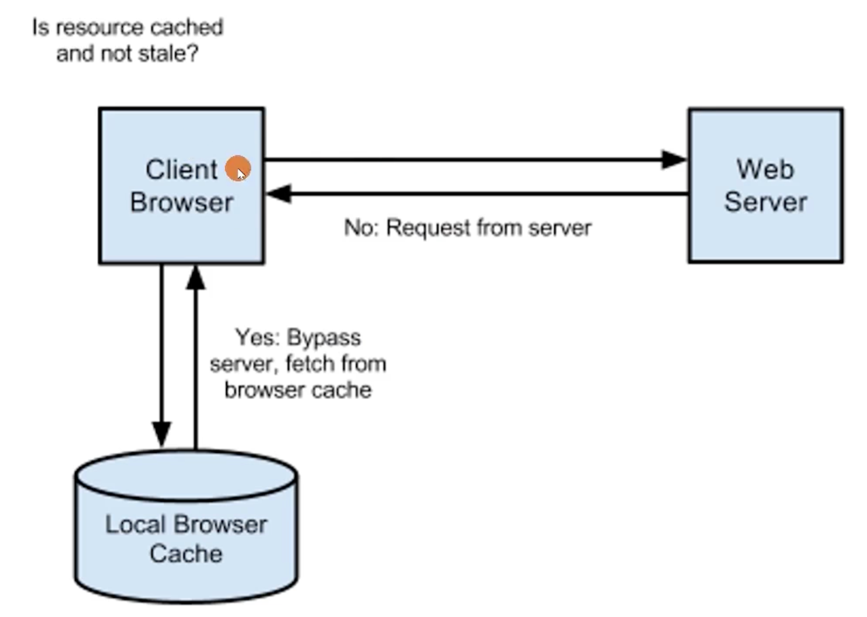 Is resource cached
and not stale?
Client
Browser
Web
Server
No: Request from server
Yes: Bypass
server, fetch from
browser cache
Local Browser
Cache